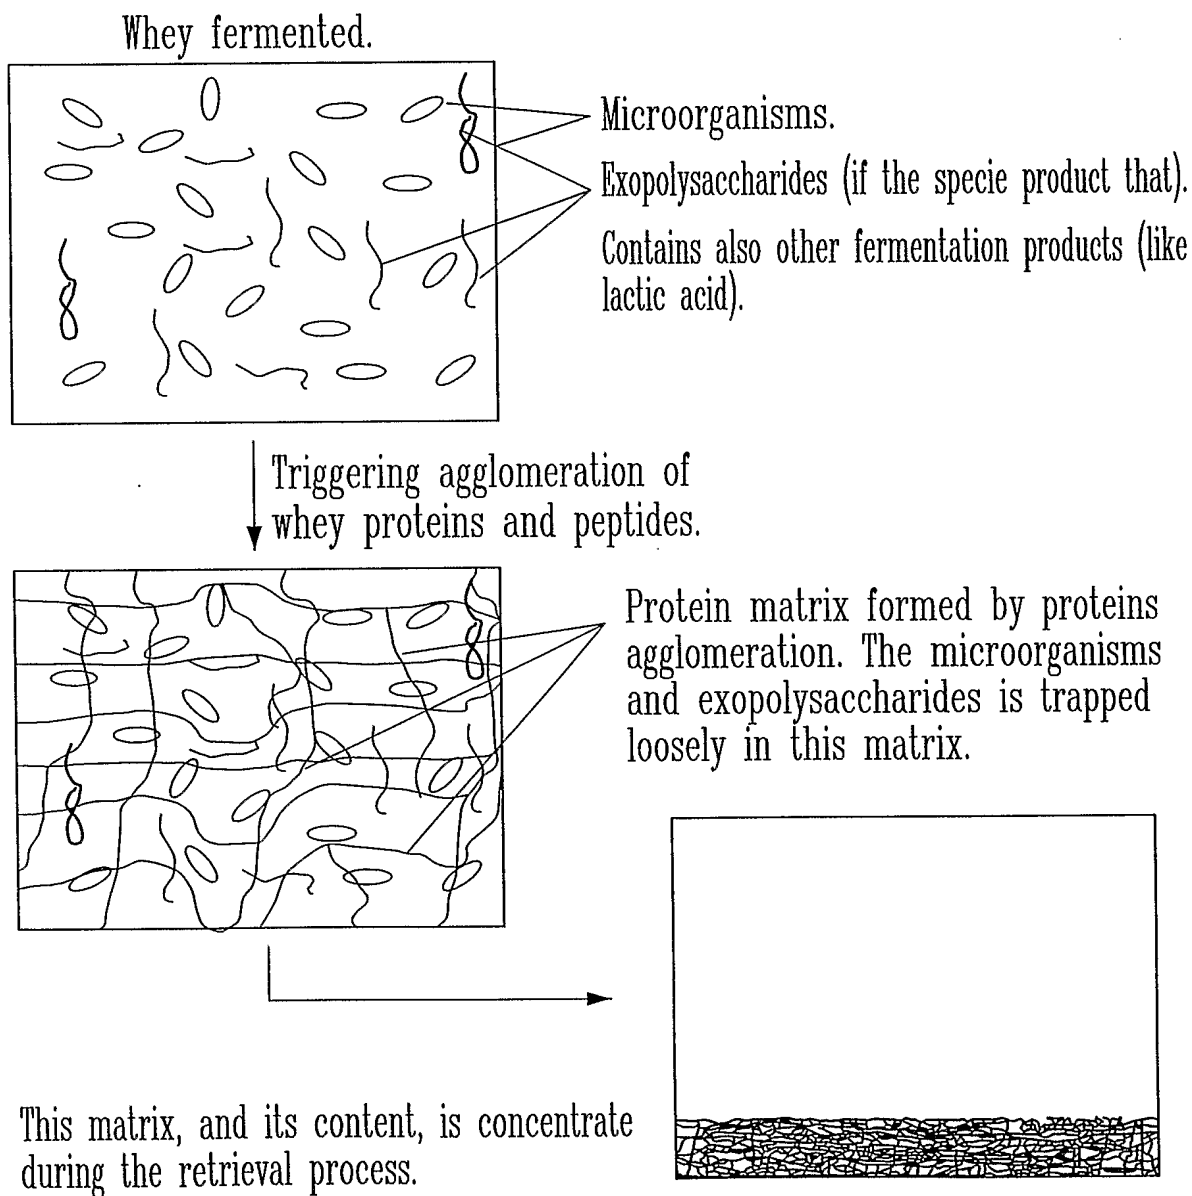 Whey fermented.
Microorganisms.
Exopolysaccharides (if the specie product that).
Contains also other fermentation products (like
lactic acid).
Triggering agglomeration of
whey proteins and peptides.
Protein matrix formed by proteins
agglomeration. The microorganisms
and exopolysaccharides is trapped
loosely in this matrix.
This matrix, and its content, is concentrate
during the retrieval process.